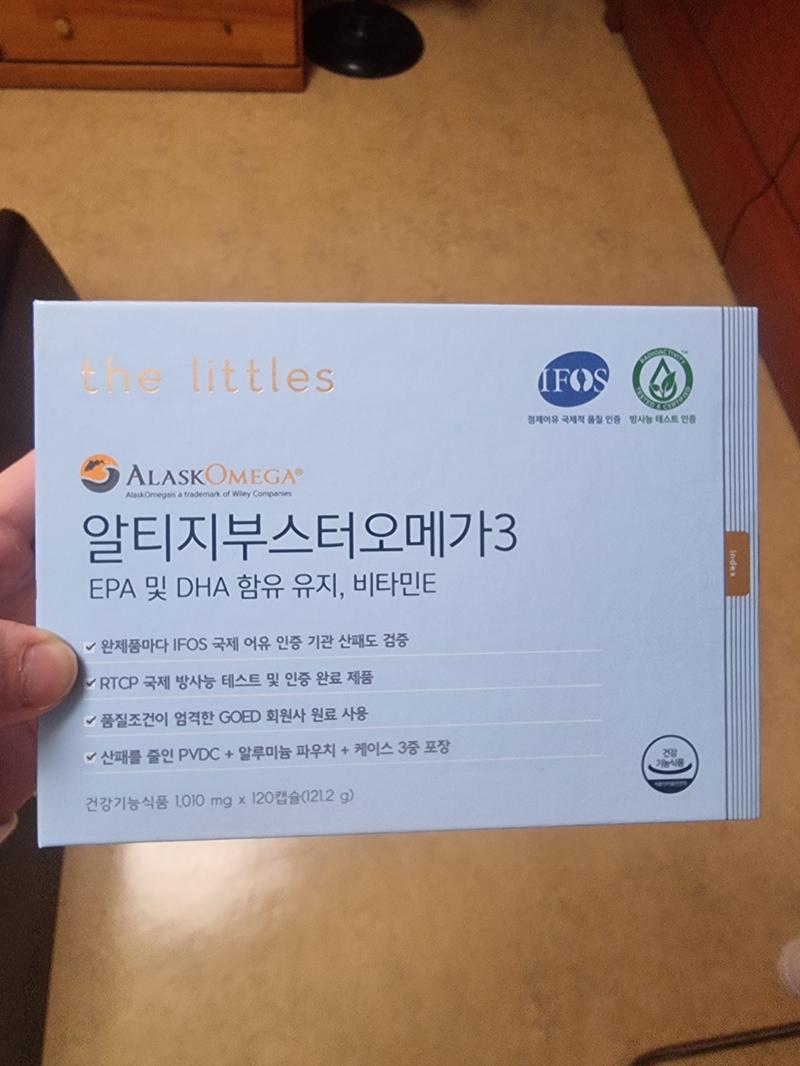 the littles
IFOS
정제어유 국제적 품질 인증
RADIOACTIVITY
TESTED & CERTIFIED
방사능 테스트 인증
ALASKOMEGA®
AlaskOmegais a trademark of Wiley Companies
알티지부스터오메가3
EPA 및 DHA 함유 유지, 비타민E
완제품마다 IFOS 국제 어유 인증 기관 산패도 검증
RTCP 국제 방사능 테스트 및 인증 완료 제품
품질조건이 엄격한 GOED 회원사 원료 사용
산패를 줄인 PVDC + 알루미늄 파우치 + 케이스 3중 포장
건강기능식품 1,010 mg x 120캡슐(121.2 g)
건강
기능식품
index